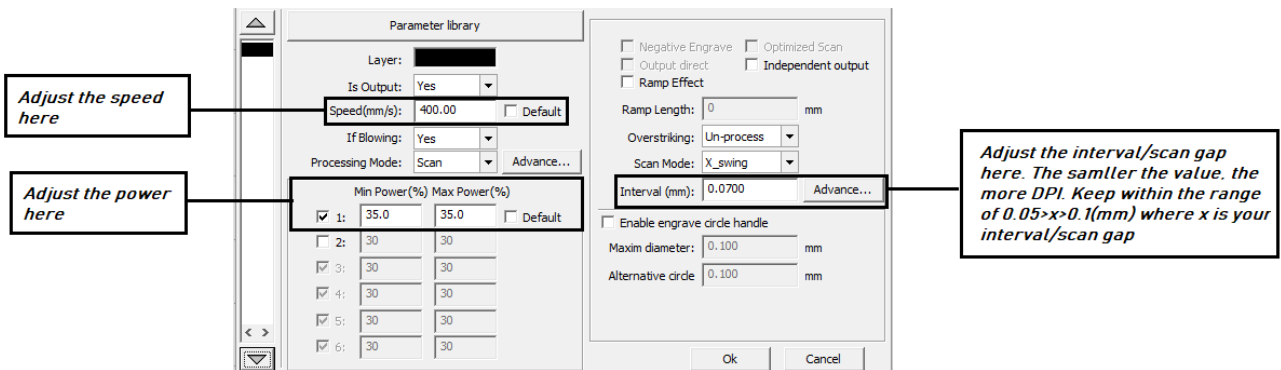 Adjust the speed
here
Adjust the power
here
Parameter library
Layer:
Is Output: Yes
Speed(mm/s): 400.00 Default
If Blowing: Yes
Processing Mode: Scan Advance...
Min Power(%) Max Power(%)
1: 35.0 35.0 Default
2: 30 30
3: 30 30
4: 30 30
5: 30 30
6: 30 30
Negative Engrave Optimized Scan
Output direct Independent output
Ramp Effect
Ramp Length: 0 mm
Overstriking: Un-process
Scan Mode: X_swing
Interval (mm): 0.0700 Advance...
Enable engrave circle handle
Maxim diameter: 0.100 mm
Alternative circle 0.100 mm
Ok Cancel
Adjust the interval/scan gap
here. The samller the value, the
more DPI. Keep within the range
of 0.05>x>0.1(mm) where x is your
interval/scan gap